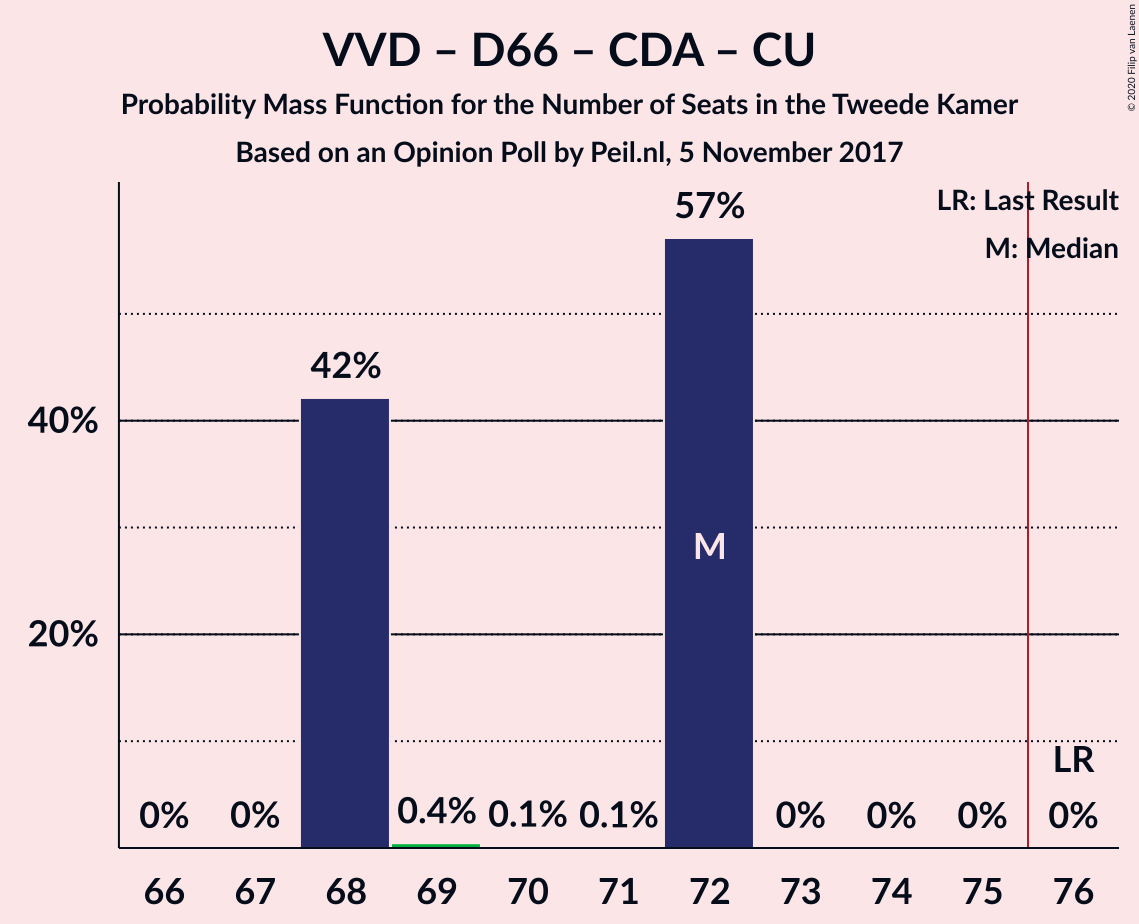 VVD – D66 – CDA – CU
Probability Mass Function for the Number of Seats in the Tweede Kamer
Based on an Opinion Poll by Peil.nl, 5 November 2017
© 2020 Filip van Laenen
LR: Last Result
M: Median
57%
42%
40%
M
20%
LR
0% 0% 0.4% 0.1% 0.1% 0% 0% 0% 0%
66 67 68 69 70 71 72 73 74 75 76